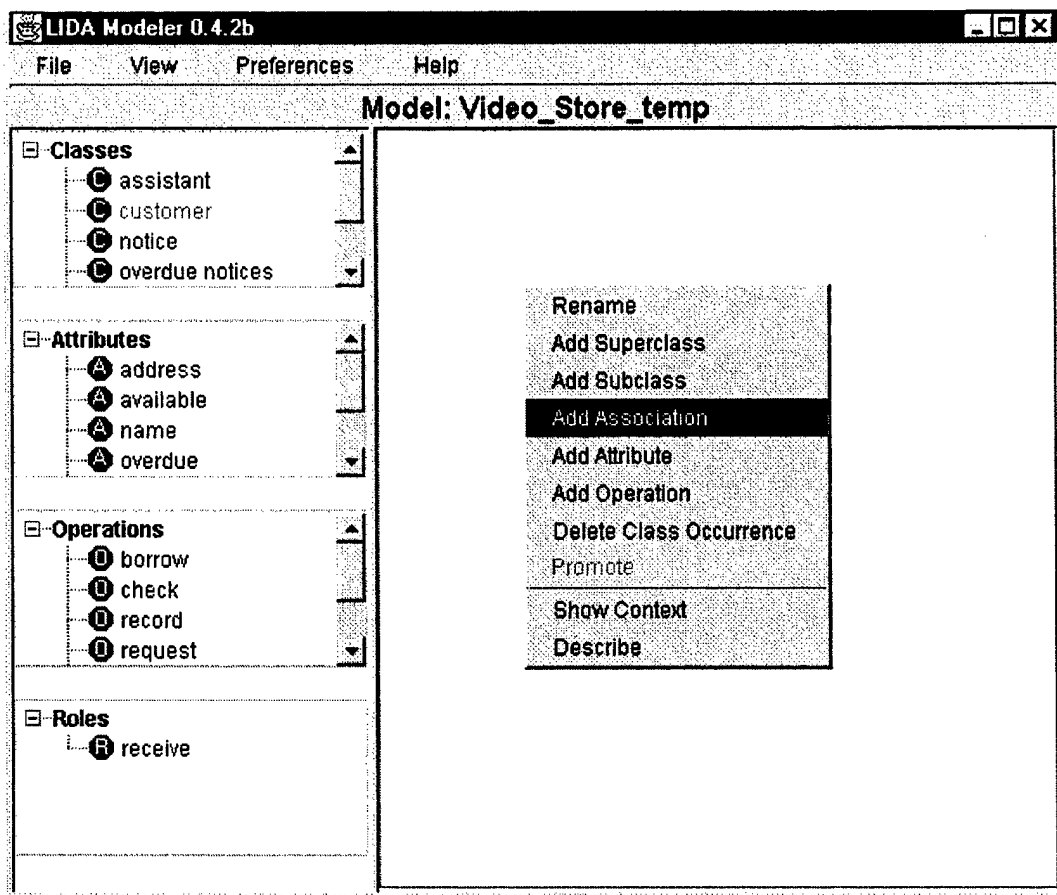 LIDA Modeler 0.4.2b
File View Preferences Help
Model: Video_Store_temp
Classes
C assistant
C customer
C notice
C overdue notices
Attributes
A address
A available
A name
A overdue
Operations
O borrow
O check
O record
O request
Roles
R receive
Rename
Add Superclass
Add Subclass
Add Association
Add Attribute
Add Operation
Delete Class Occurrence
Promote
Show Context
Describe